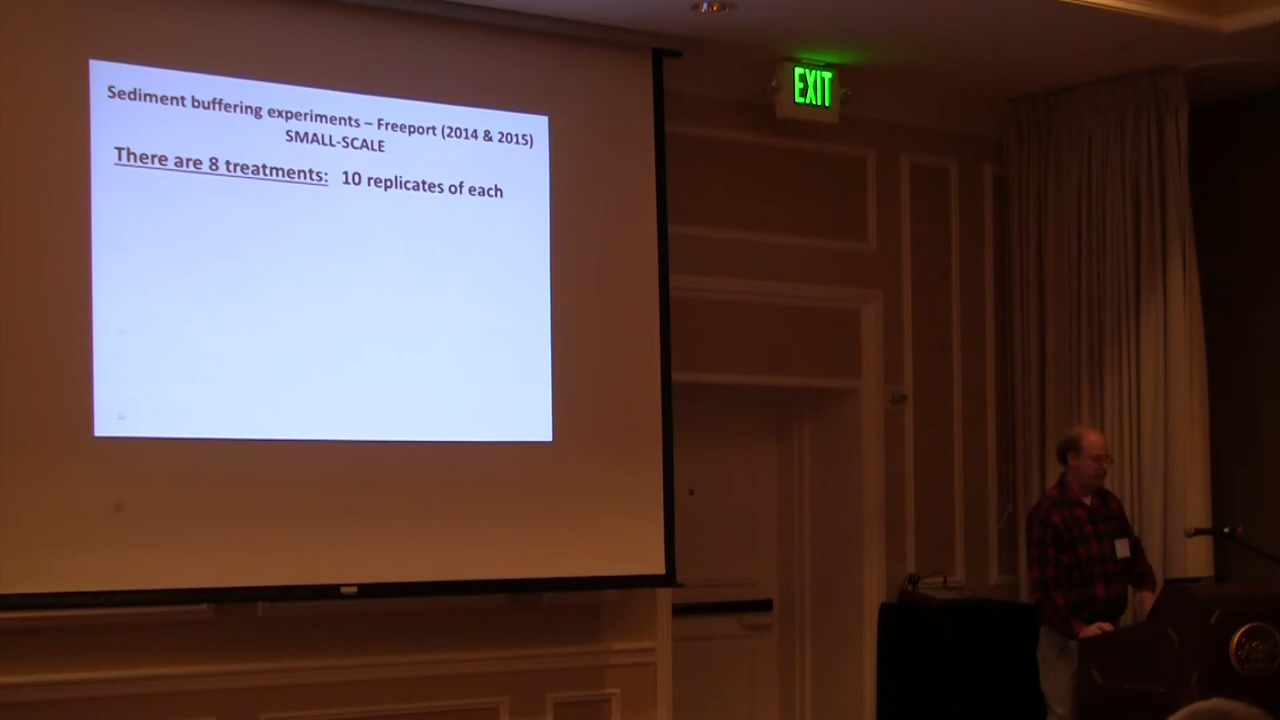 Sediment buffering experiments – Freeport (2014 & 2015)
SMALL-SCALE
There are 8 treatments: 10 replicates of each
EXIT